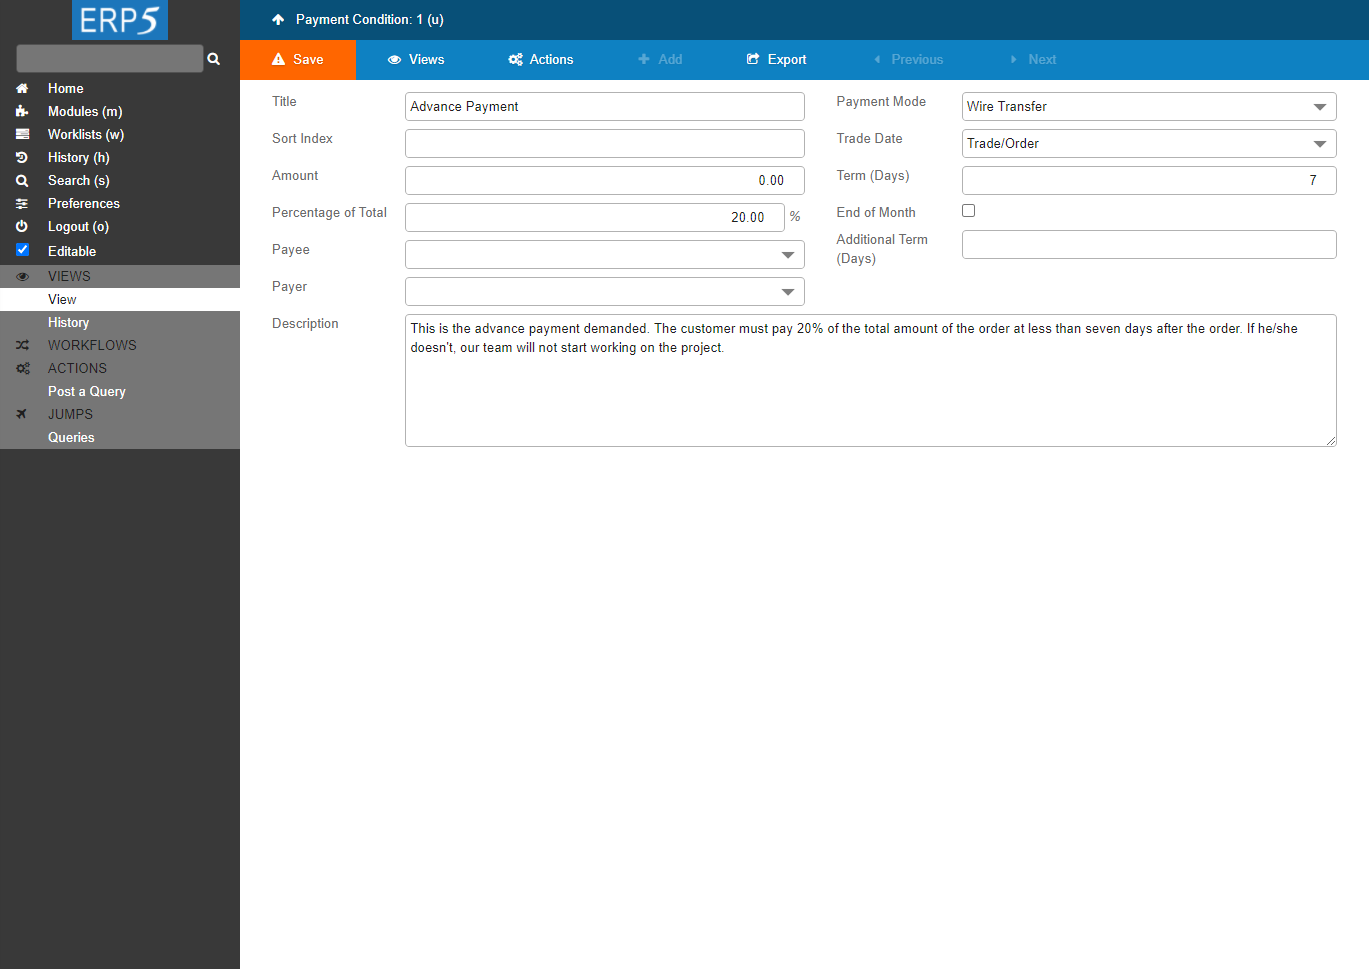 ERP5
Home
Modules (m)
Worklists (w)
History (h)
Search (s)
Preferences
Logout (o)
Editable
VIEWS
View
History
WORKFLOWS
ACTIONS
Post a Query
JUMPS
Queries
Payment Condition: 1 (u)
Save Views Actions Add Export Previous Next
Title Advance Payment
Sort Index
Amount 0.00
Percentage of Total 20.00 %
Payee
Payer
Payment Mode Wire Transfer
Trade Date Trade/Order
Term (Days) 7
End of Month
Additional Term
(Days)
Description
This is the advance payment demanded. The customer must pay 20% of the total amount of the order at less than seven days after the order. If he/she
doesn't, our team will not start working on the project.